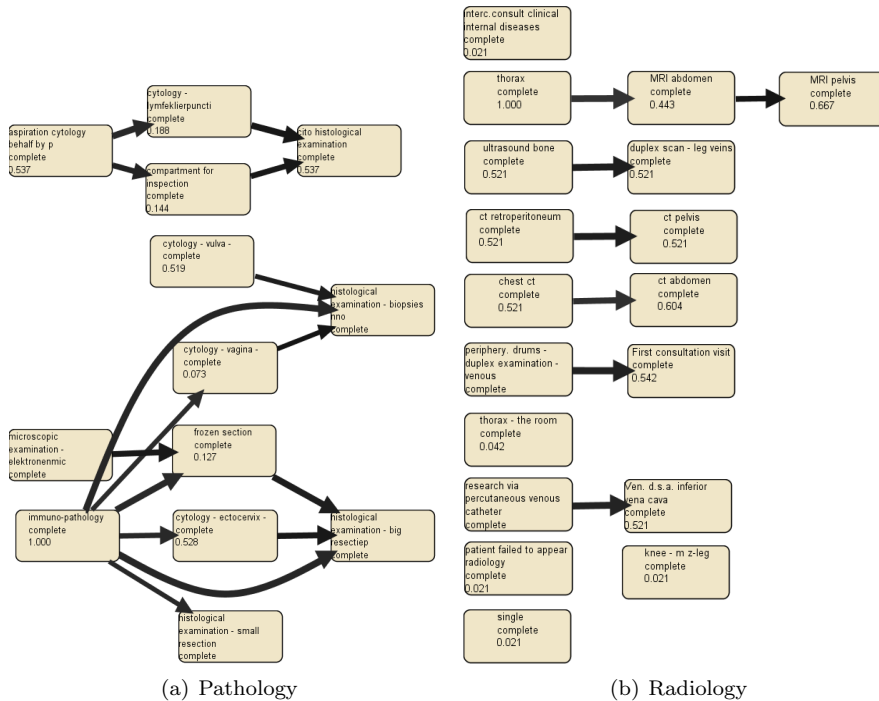 aspiration cytology
behalf by p
complete
0.537
cytology -
lymfeklierpuncti
complete
0.188
compartment for
inspection
complete
0.144
cito histological
examination
complete
0.537
cytology - vulva -
complete
0.519
histological
examination - biopsies
nno
complete
cytology - vagina -
complete
0.073
microscopic
examination -
elektronenmic
complete
frozen section
complete
0.127
immuno-pathology
complete
1.000
cytology - ectocervix -
complete
0.528
histological
examination - big
resectiep
complete
histological
examination - small
resection
complete
(a) Pathology
interc.consult clinical
internal diseases
complete
0.021
thorax
complete
1.000
MRI abdomen
complete
0.443
MRI pelvis
complete
0.667
ultrasound bone
complete
0.521
duplex scan - leg veins
complete
0.521
ct retroperitoneum
complete
0.521
ct pelvis
complete
0.521
chest ct
complete
0.521
ct abdomen
complete
0.604
periphery. drums -
duplex examination -
venous
complete
First consultation visit
complete
0.542
thorax - the room
complete
0.042
research via
percutaneous venous
catheter
complete
Ven. d.s.a. inferior
vena cava
complete
0.521
patient failed to appear
radiology
complete
0.021
knee - m z-leg
complete
0.021
single
complete
0.021
(b) Radiology